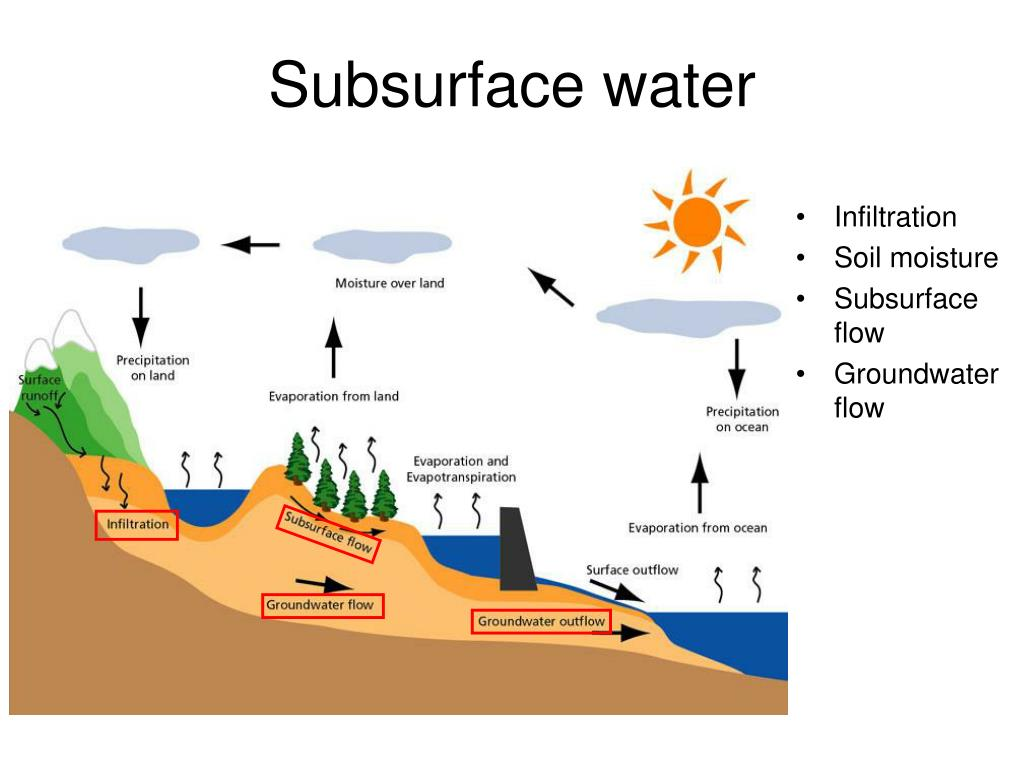 Subsurface water
• Infiltration
• Soil moisture
• Subsurface
flow
• Groundwater
flow
Moisture over land
Precipitation
on land
Surface
runoff
Evaporation from land
Precipitation
on ocean
Evaporation and
Evapotranspiration
Infiltration
Subsurface flow
Evaporation from ocean
Surface outflow
Groundwater flow
Groundwater outflow